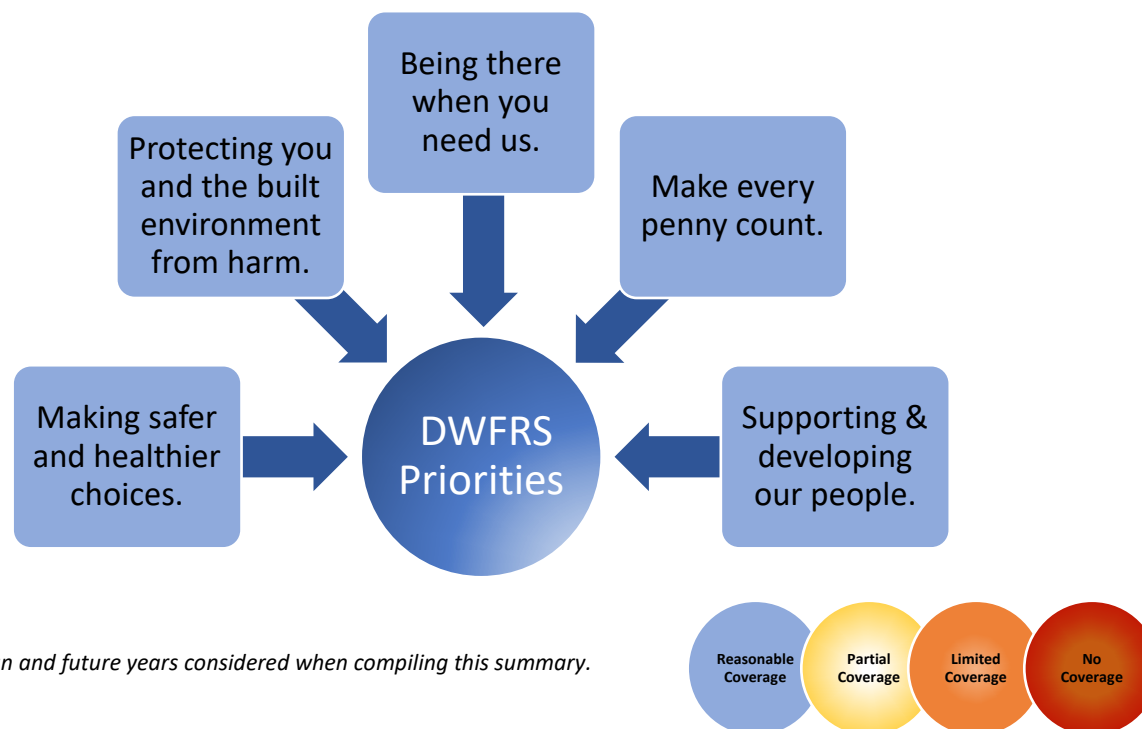 Being there
when you
need us.
Protecting you
and the built
environment
from harm.
Make every
penny count.
Making safer
and healthier
choices.
DWFRS
Priorities
Supporting &
developing
our people.
n and future years considered when compiling this summary.
Reasonable
Coverage
Partial
Coverage
Limited
Coverage
No
Coverage